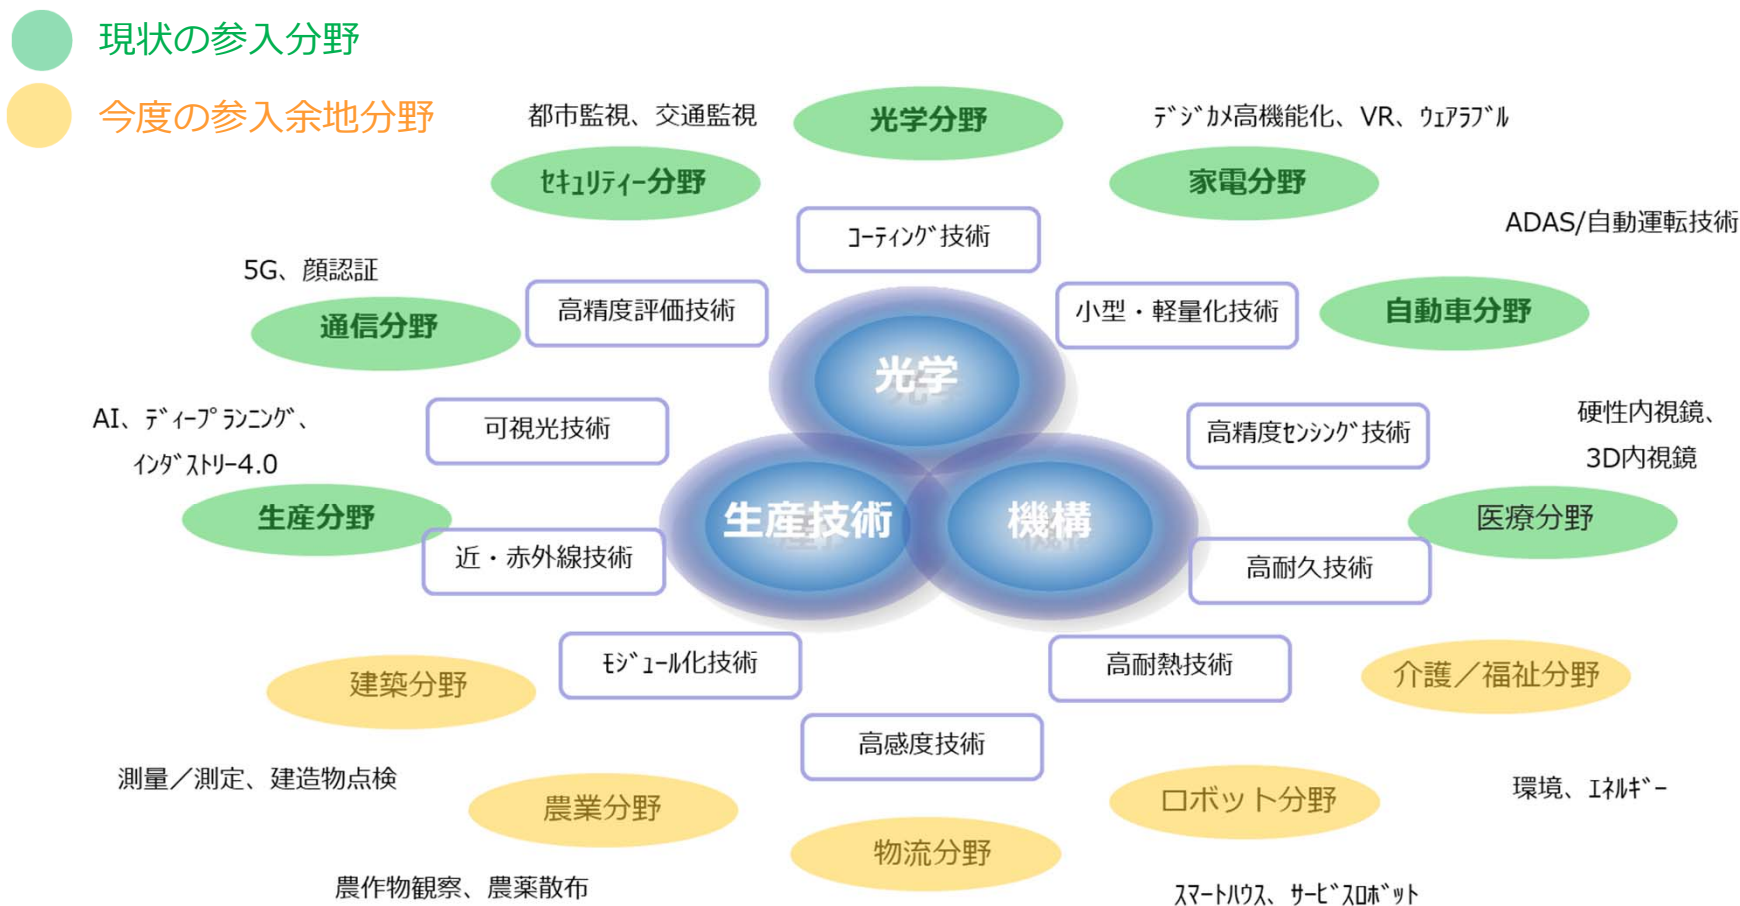 現状の参入分野
今度の参入余地分野
都市監視、交通監視
光学分野
ﾃﾞｼﾞｶﾒ高機能化、VR、ｳｪｱﾗﾌﾞﾙ
ｾｷｭﾘﾃｨｰ分野
家電分野
ｺｰﾃｨﾝｸﾞ技術
ADAS/自動運転技術
5G、顔認証
高精度評価技術
小型・軽量化技術
自動車分野
通信分野
光学
AI、ﾃﾞｨｰﾌﾟﾗﾝﾆﾝｸﾞ、
ｲﾝﾀﾞｽﾄﾘｰ4.0
可視光技術
高精度ｾﾝｼﾝｸﾞ技術
硬性内視鏡、
3D内視鏡
生産分野
生産技術
機構
医療分野
近・赤外線技術
高耐久技術
ﾓｼﾞｭｰﾙ化技術
高耐熱技術
建築分野
介護／福祉分野
高感度技術
測量／測定、建造物点検
農業分野
ロボット分野
環境、ｴﾈﾙｷﾞｰ
物流分野
農作物観察、農薬散布
ｽﾏｰﾄﾊｳｽ、ｻｰﾋﾞｽﾛﾎﾞｯﾄ